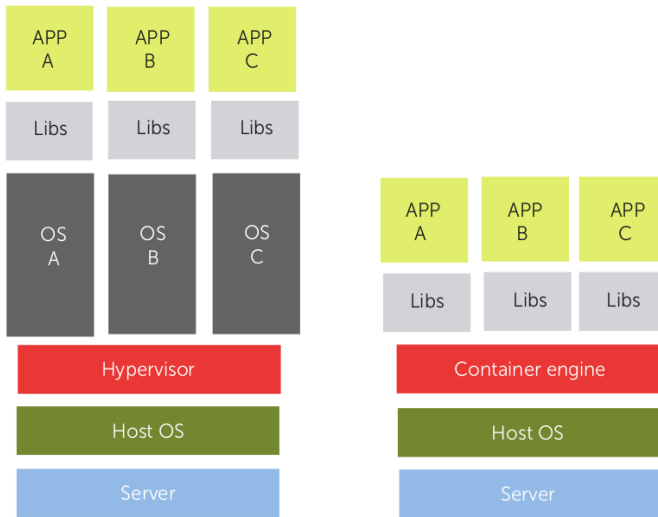 APP
A
APP
B
APP
C
Libs
Libs
Libs
OS
A
OS
B
OS
C
Hypervisor
Host OS
Server
APP
A
APP
B
APP
C
Libs
Libs
Libs
Container engine
Host OS
Server